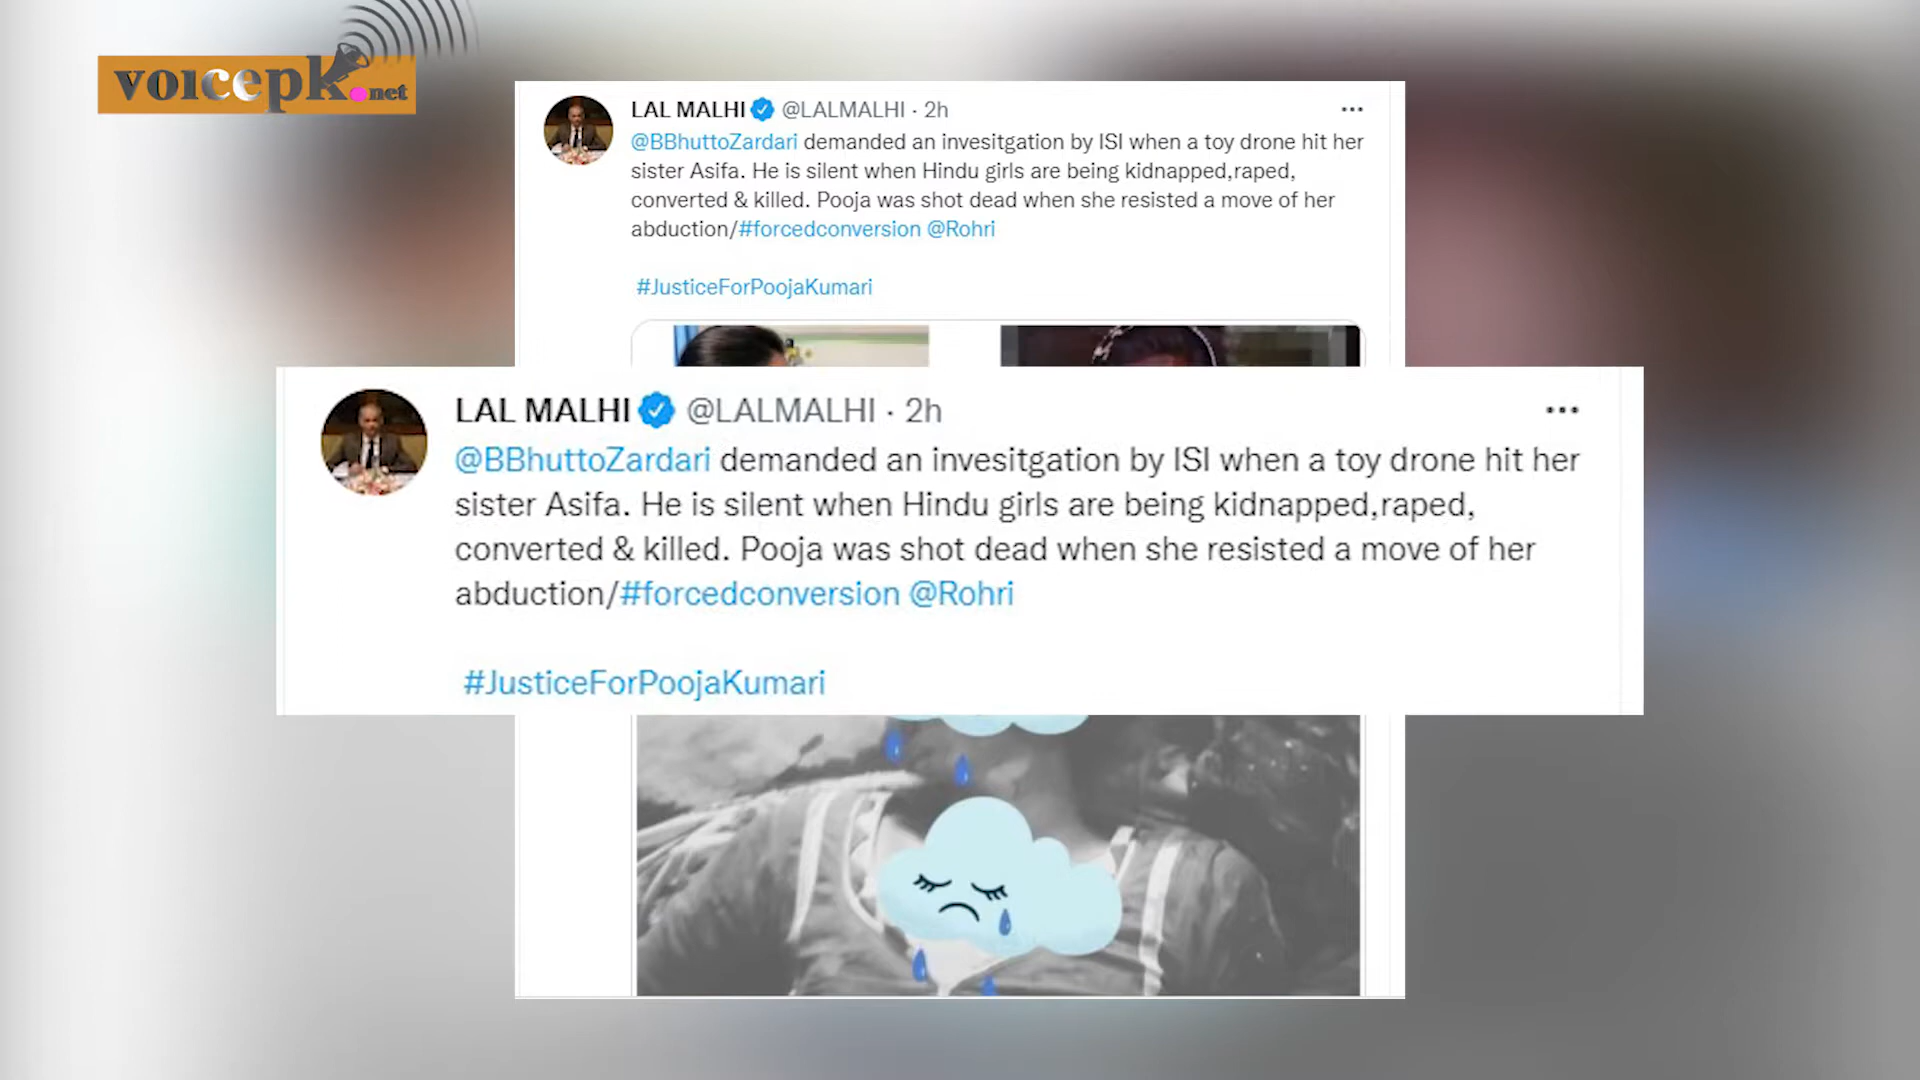 voicepk.net
LAL MALHI @LALMALHI · 2h
@BBhuttoZardari demanded an invesitgation by ISI when a toy drone hit her
sister Asifa. He is silent when Hindu girls are being kidnapped,raped,
converted & killed. Pooja was shot dead when she resisted a move of her
abduction/#forcedconversion @Rohri
#JusticeForPoojaKumari
LAL MALHI @LALMALHI · 2h
@BBhuttoZardari demanded an invesitgation by ISI when a toy drone hit her
sister Asifa. He is silent when Hindu girls are being kidnapped,raped,
converted & killed. Pooja was shot dead when she resisted a move of her
abduction/#forcedconversion @Rohri
#JusticeForPoojaKumari